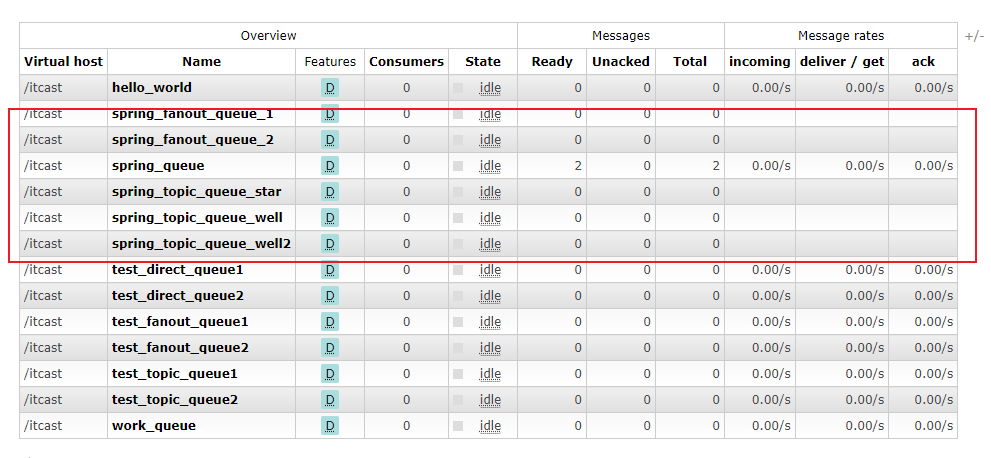 Overview Messages Message rates +/-
Virtual host Name Features Consumers State Ready Unacked Total incoming deliver / get ack
/itcast hello_world D 0 idle 0 0 0 0.00/s 0.00/s 0.00/s
/itcast spring_fanout_queue_1 D 0 idle 0 0 0
/itcast spring_fanout_queue_2 D 0 idle 0 0 0
/itcast spring_queue D 0 idle 2 0 2 0.00/s 0.00/s 0.00/s
/itcast spring_topic_queue_star D 0 idle 0 0 0
/itcast spring_topic_queue_well D 0 idle 0 0 0
/itcast spring_topic_queue_well2 D 0 idle 0 0 0
/itcast test_direct_queue1 D 0 idle 0 0 0 0.00/s 0.00/s 0.00/s
/itcast test_direct_queue2 D 0 idle 0 0 0 0.00/s 0.00/s 0.00/s
/itcast test_fanout_queue1 D 0 idle 0 0 0 0.00/s 0.00/s 0.00/s
/itcast test_fanout_queue2 D 0 idle 0 0 0 0.00/s 0.00/s 0.00/s
/itcast test_topic_queue1 D 0 idle 0 0 0 0.00/s 0.00/s 0.00/s
/itcast test_topic_queue2 D 0 idle 0 0 0 0.00/s 0.00/s 0.00/s
/itcast work_queue D 0 idle 0 0 0 0.00/s 0.00/s 0.00/s